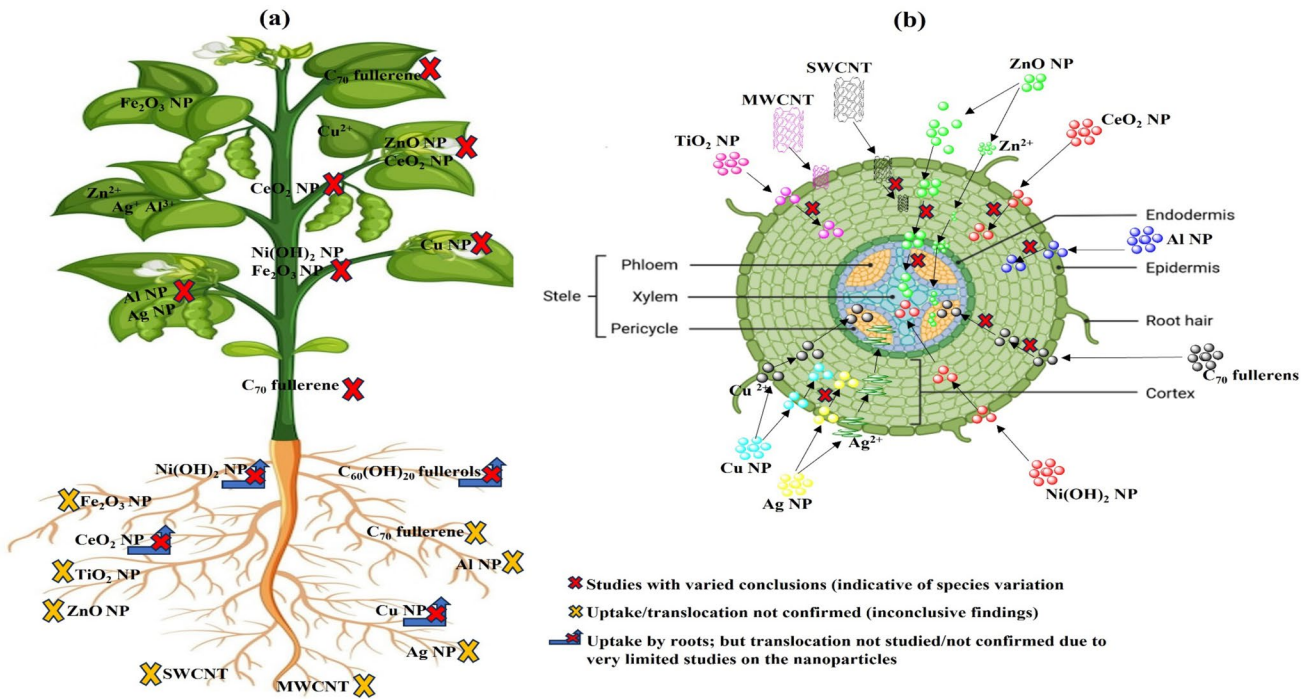 (a)
C₇₀ fullerene
Fe₂O₃ NP
Cu²⁺
ZnO NP
CeO₂ NP
CeO₂ NP
Zn²⁺
Ag⁺ Al³⁺
Ni(OH)₂ NP
Fe₂O₃ NP
Cu NP
Al NP
Ag NP
C₇₀ fullerene
Ni(OH)₂ NP
C₆₀(OH)₂₀ fullerols
Fe₂O₃ NP
C₇₀ fullerene
CeO₂ NP
Al NP
TiO₂ NP
ZnO NP
Cu NP
Ag NP
SWCNT
MWCNT
(b)
SWCNT
ZnO NP
MWCNT
TiO₂ NP
CeO₂ NP
Zn²⁺
Endodermis
Al NP
Epidermis
Phloem
Stele
Xylem
Pericycle
Root hair
C₇₀ fullerens
Cu ²⁺
Cortex
Ag²⁺
Cu NP
Ag NP
Ni(OH)₂ NP
Studies with varied conclusions (indicative of species variation
Uptake/translocation not confirmed (inconclusive findings)
Uptake by roots; but translocation not studied/not confirmed due to
very limited studies on the nanoparticles